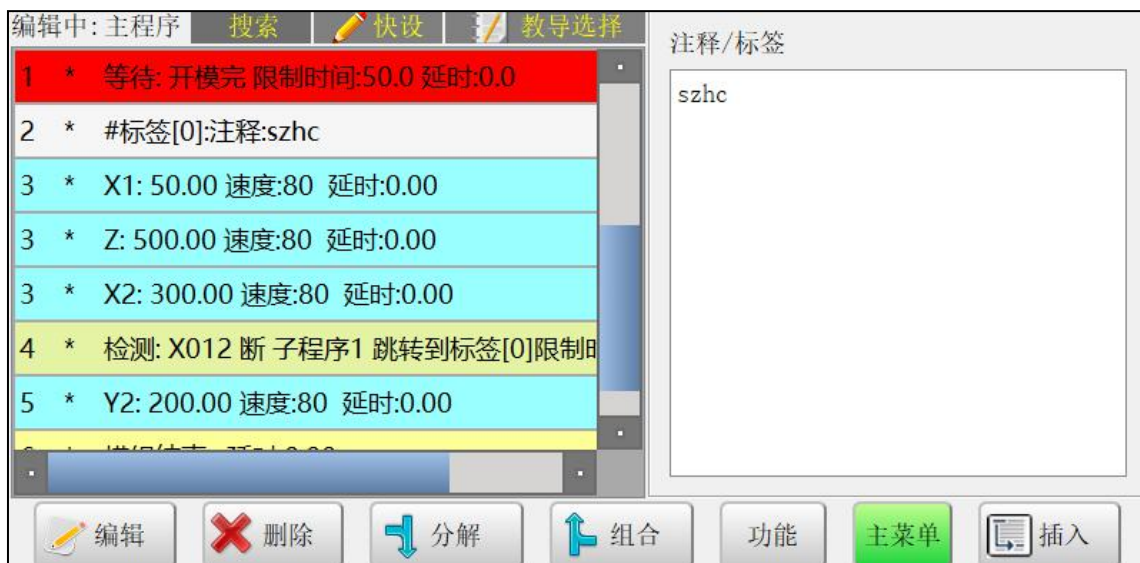 编辑中:主程序 搜索 快设 教导选择
注释/标签
1 * 等待: 开模完 限制时间:50.0 延时:0.0
szhc
2 * #标签[0]:注释:szhc
3 * X1: 50.00 速度:80 延时:0.00
3 * Z: 500.00 速度:80 延时:0.00
3 * X2: 300.00 速度:80 延时:0.00
4 * 检测: X012 断 子程序1 跳转到标签[0]限制
5 * Y2: 200.00 速度:80 延时:0.00
编辑 删除 分解 组合 功能 主菜单 插入